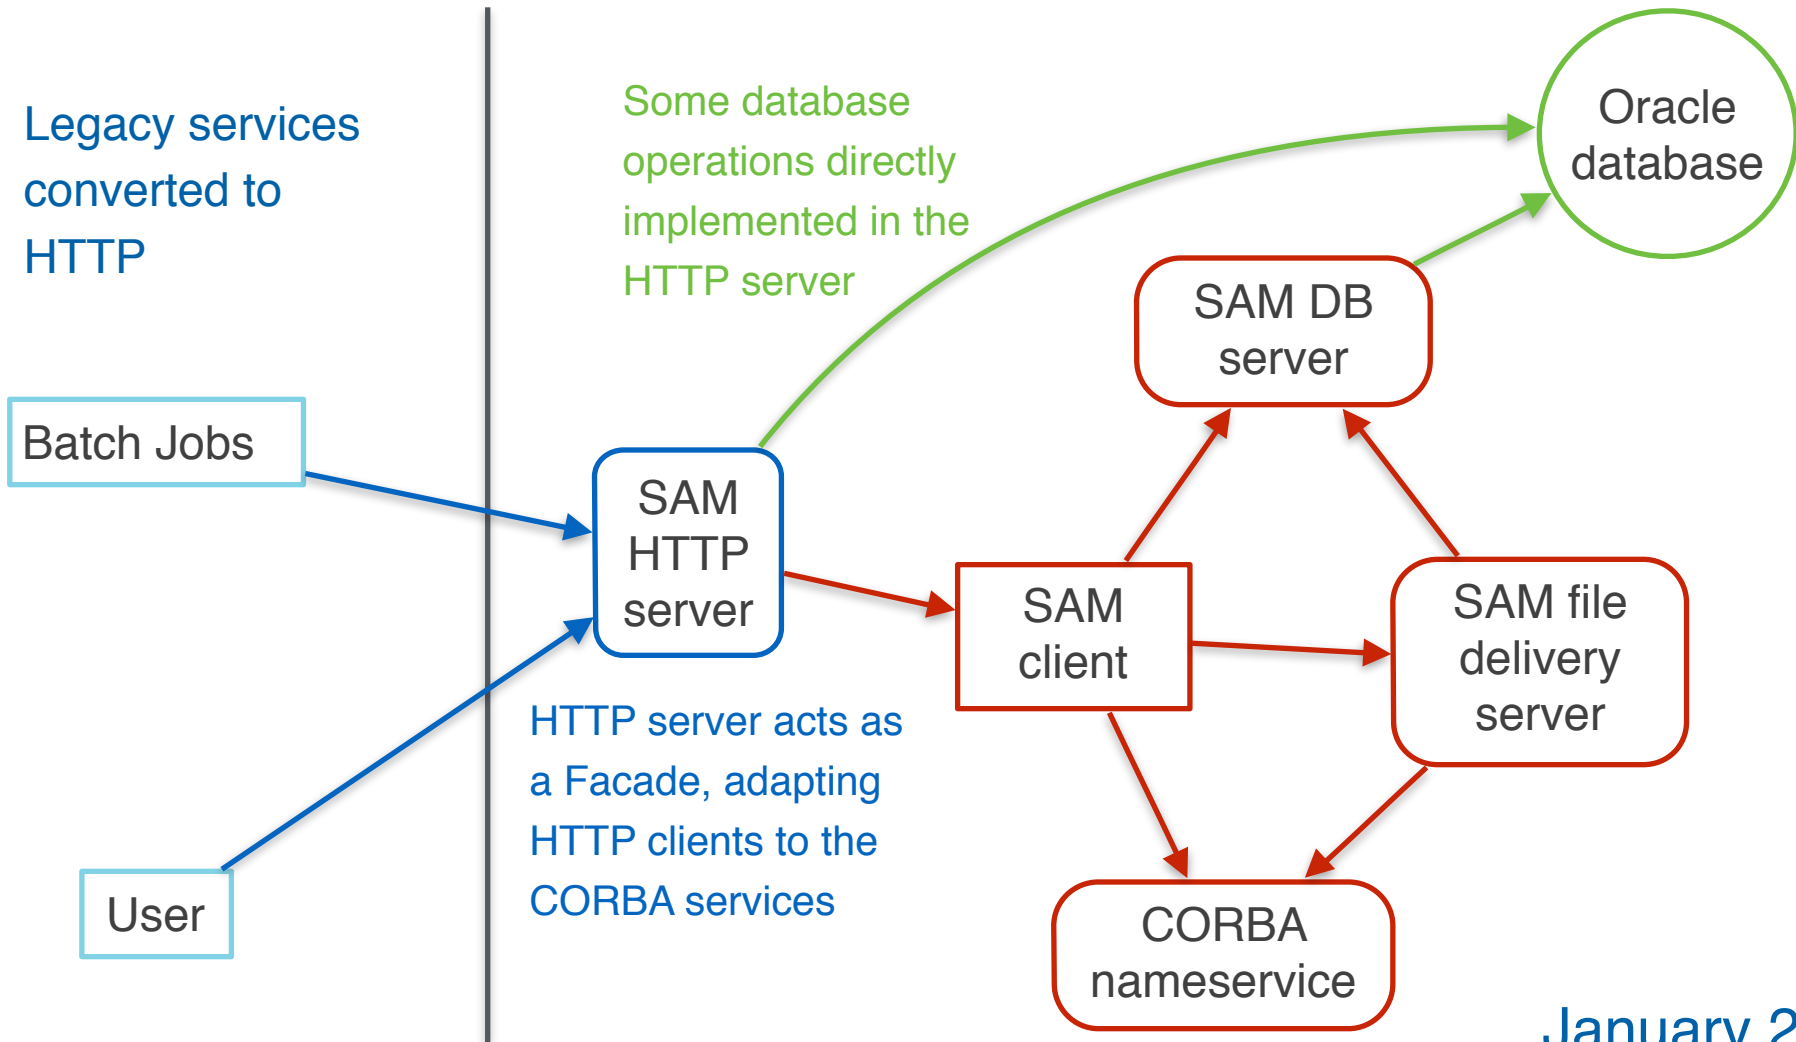 Legacy services
converted to
HTTP
Some database
operations directly
implemented in the
HTTP server
Oracle
database
SAM DB
server
Batch Jobs
SAM
HTTP
server
SAM
client
SAM file
delivery
server
HTTP server acts as
a Facade, adapting
HTTP clients to the
CORBA services
User
CORBA
nameservice
January 2